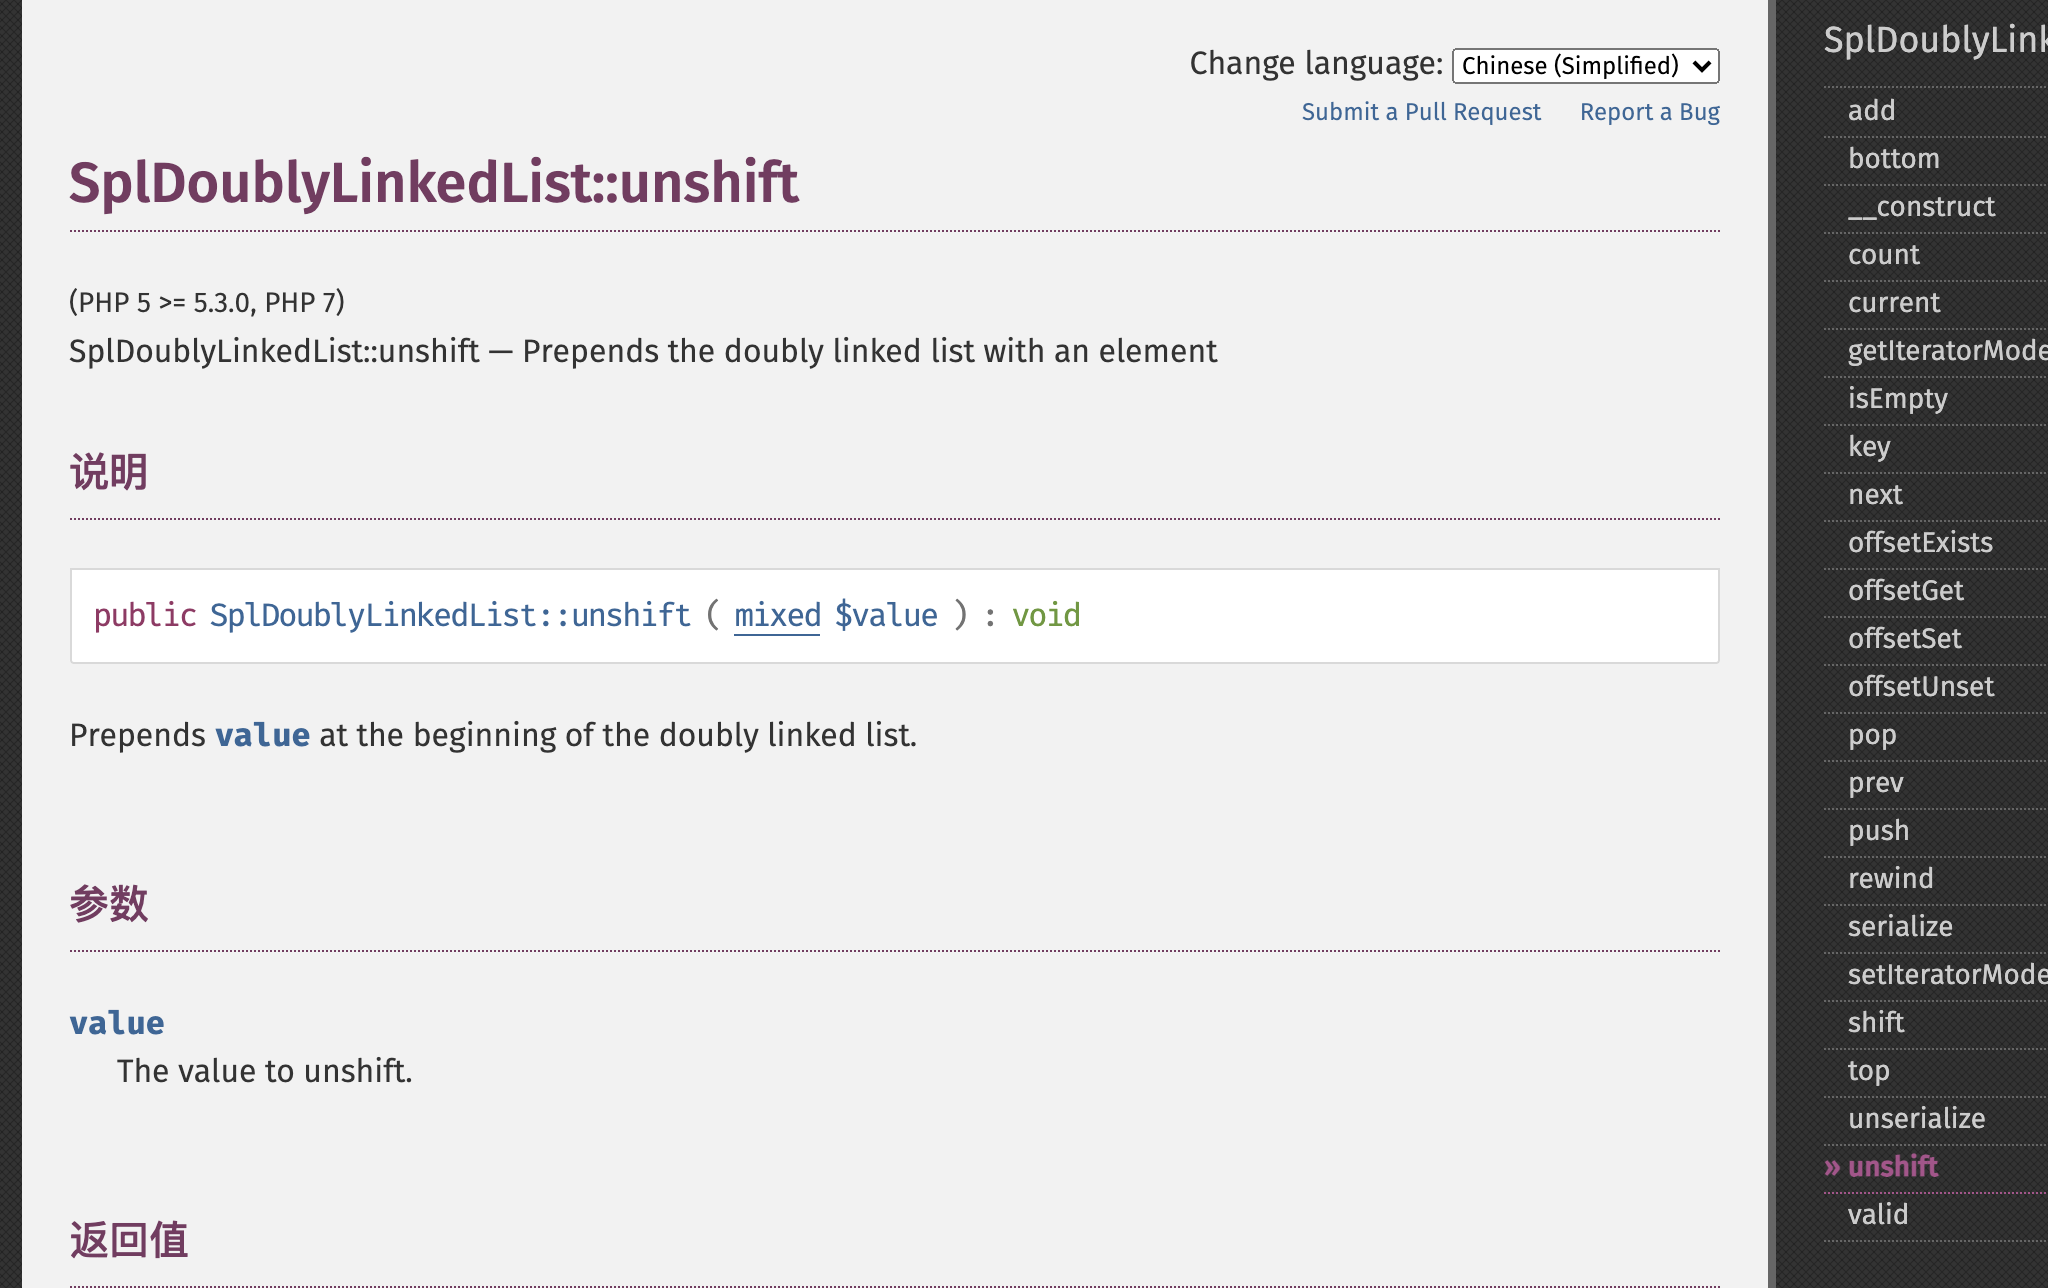 Change language: Chinese (Simplified)
Submit a Pull Request Report a Bug
SplDoublyLinkedList::unshift
(PHP 5 >= 5.3.0, PHP 7)
SplDoublyLinkedList::unshift — Prepends the doubly linked list with an element
说明
public SplDoublyLinkedList::unshift ( mixed $value ) : void
Prepends value at the beginning of the doubly linked list.
参数
value
The value to unshift.
返回值
SplDoublyLink
add
bottom
__construct
count
current
getIteratorMode
isEmpty
key
next
offsetExists
offsetGet
offsetSet
offsetUnset
pop
prev
push
rewind
serialize
setIteratorMode
shift
top
unserialize
» unshift
valid